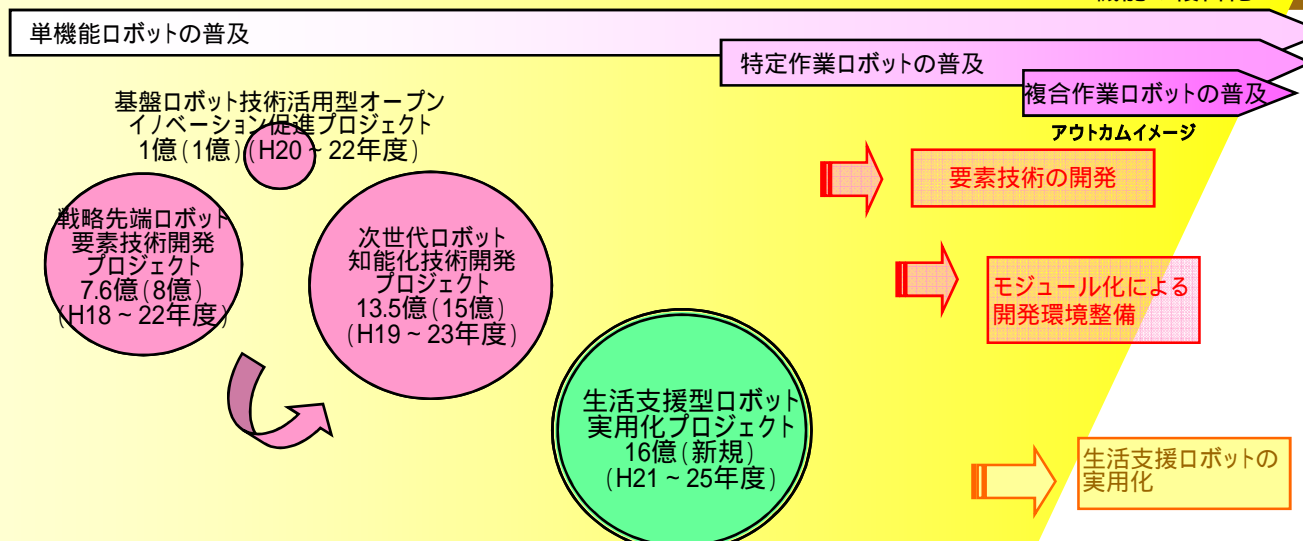 単機能ロボットの普及
特定作業ロボットの普及
複合作業ロボットの普及
アウトカムイメージ
基盤ロボット技術活用型オープン
イノベーション促進プロジェクト
1億(1億)(H20~22年度)
要素技術の開発
戦略先端ロボット
要素技術開発
プロジェクト
7.6億(8億)
(H18~22年度)
次世代ロボット
知能化技術開発
プロジェクト
13.5億(15億)
(H19~23年度)
モジュール化による
開発環境整備
生活支援型ロボット
実用化プロジェクト
16億(新規)
(H21~25年度)
生活支援ロボットの
実用化